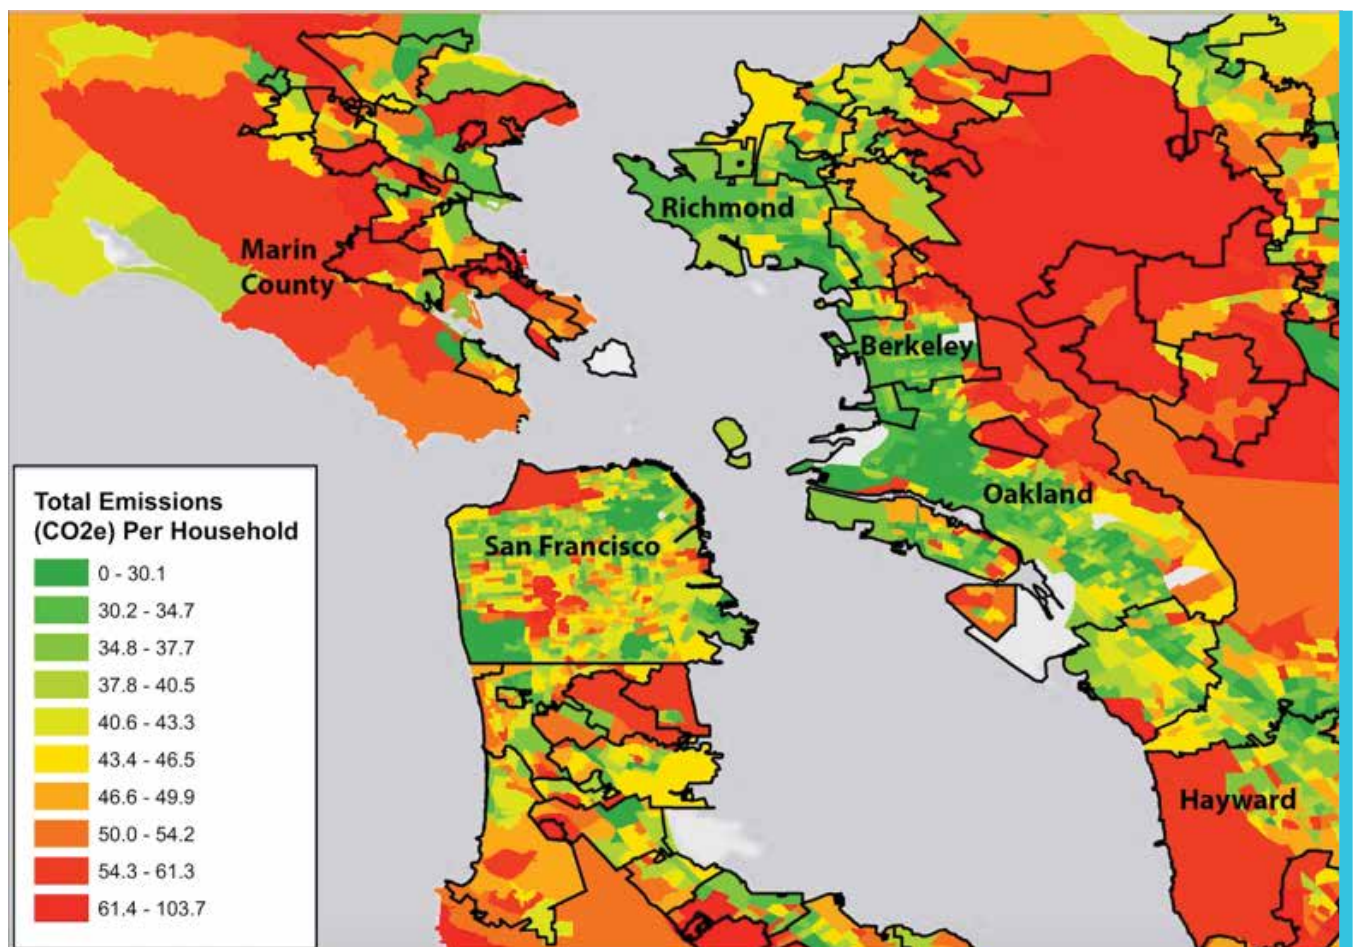 Richmond
Marin
County
Berkeley
Oakland
San Francisco
Hayward
Total Emissions
(CO2e) Per Household
0 - 30.1
30.2 - 34.7
34.8 - 37.7
37.8 - 40.5
40.6 - 43.3
43.4 - 46.5
46.6 - 49.9
50.0 - 54.2
54.3 - 61.3
61.4 - 103.7